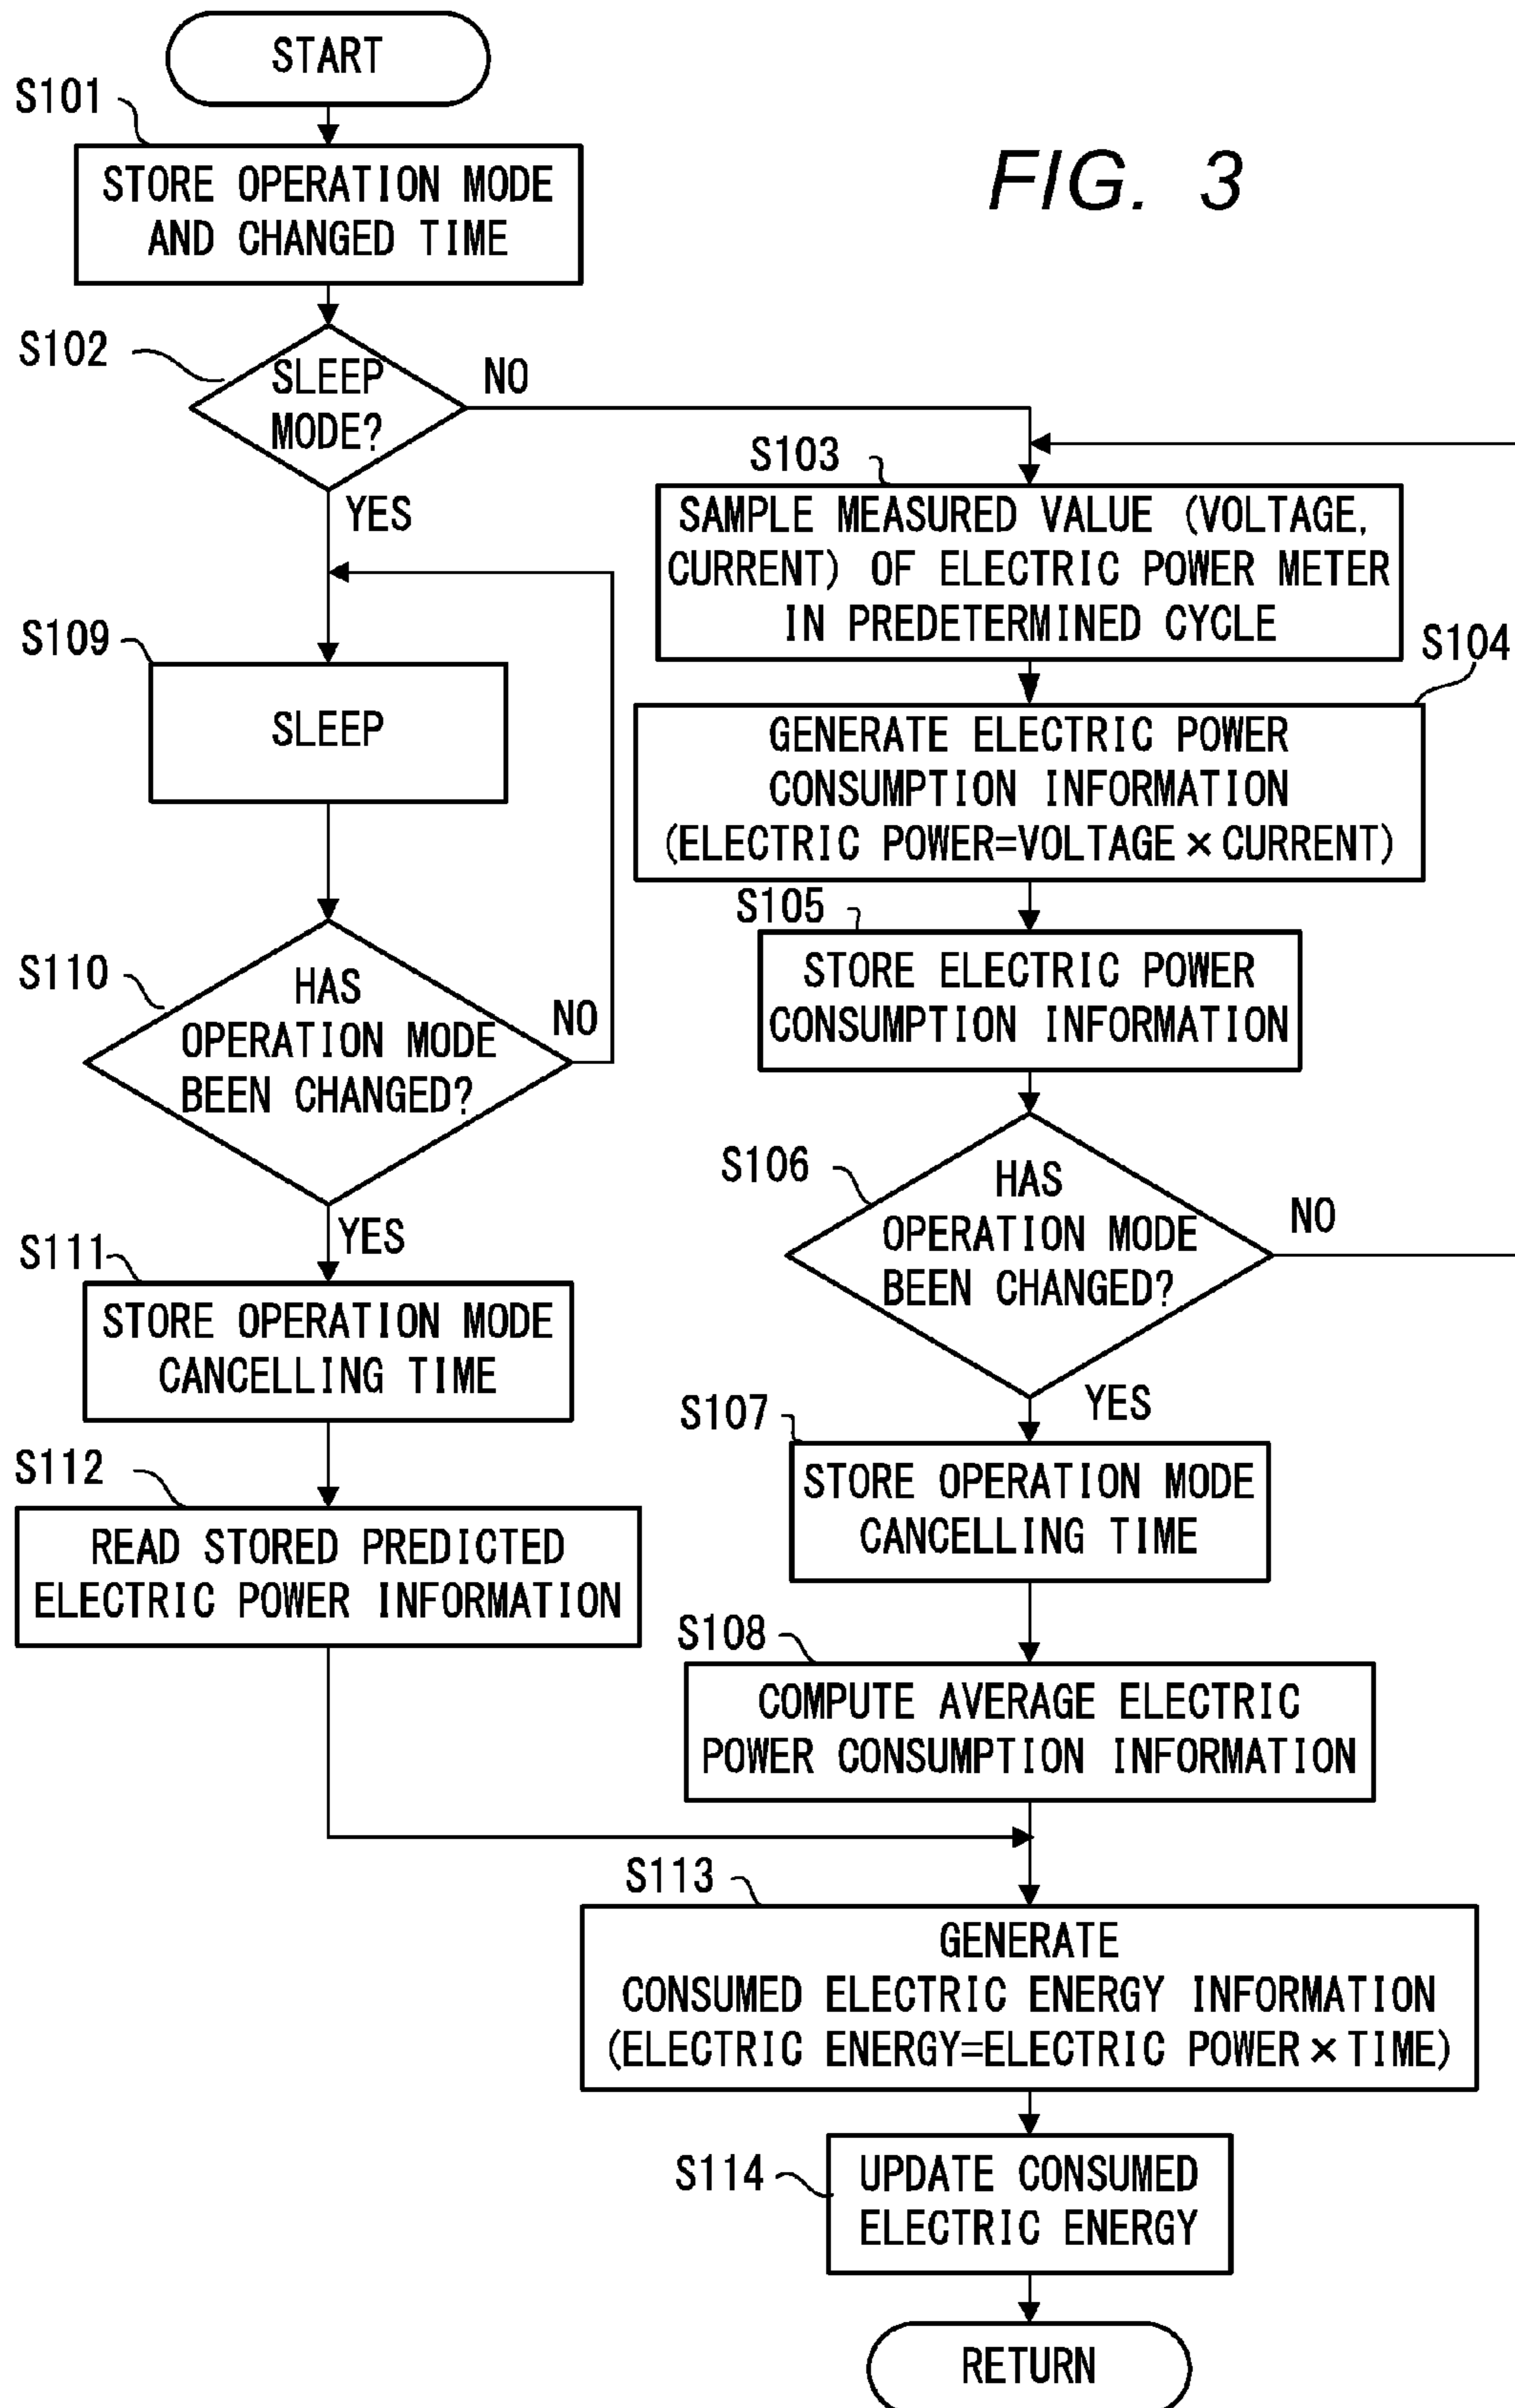 FIG. 3
START
S101
STORE OPERATION MODE
AND CHANGED TIME
S102
SLEEP
MODE?
NO
YES
S109
SLEEP
S110
HAS
OPERATION MODE
BEEN CHANGED?
NO
YES
S111
STORE OPERATION MODE
CANCELLING TIME
S112
READ STORED PREDICTED
ELECTRIC POWER INFORMATION
S103
SAMPLE MEASURED VALUE (VOLTAGE,
CURRENT) OF ELECTRIC POWER METER
IN PREDETERMINED CYCLE
S104
GENERATE ELECTRIC POWER
CONSUMPTION INFORMATION
(ELECTRIC POWER=VOLTAGE×CURRENT)
S105
STORE ELECTRIC POWER
CONSUMPTION INFORMATION
S106
HAS
OPERATION MODE
BEEN CHANGED?
NO
YES
S107
STORE OPERATION MODE
CANCELLING TIME
S108
COMPUTE AVERAGE ELECTRIC
POWER CONSUMPTION INFORMATION
S113
GENERATE
CONSUMED ELECTRIC ENERGY INFORMATION
(ELECTRIC ENERGY=ELECTRIC POWER×TIME)
S114
UPDATE CONSUMED
ELECTRIC ENERGY
RETURN